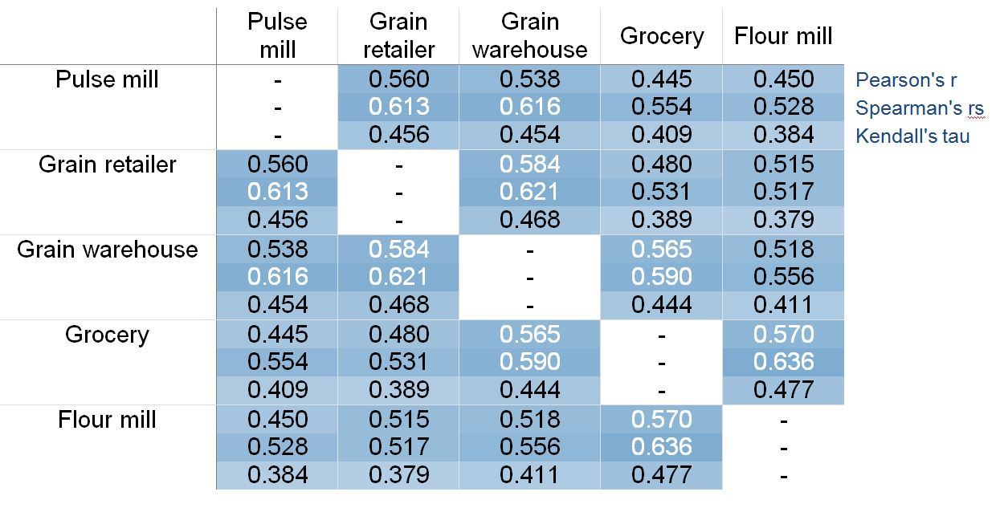 Pulse mill Grain retailer Grain warehouse Grocery Flour mill
Pulse mill - 0.560 0.538 0.445 0.450 Pearson's r
- 0.613 0.616 0.554 0.528 Spearman's rs
- 0.456 0.454 0.409 0.384 Kendall's tau
Grain retailer 0.560 - 0.584 0.480 0.515
0.613 - 0.621 0.531 0.517
0.456 - 0.468 0.389 0.379
Grain warehouse 0.538 0.584 - 0.565 0.518
0.616 0.621 - 0.590 0.556
0.454 0.468 - 0.444 0.411
Grocery 0.445 0.480 0.565 - 0.570
0.554 0.531 0.590 - 0.636
0.409 0.389 0.444 - 0.477
Flour mill 0.450 0.515 0.518 0.570 -
0.528 0.517 0.556 0.636 -
0.384 0.379 0.411 0.477 -